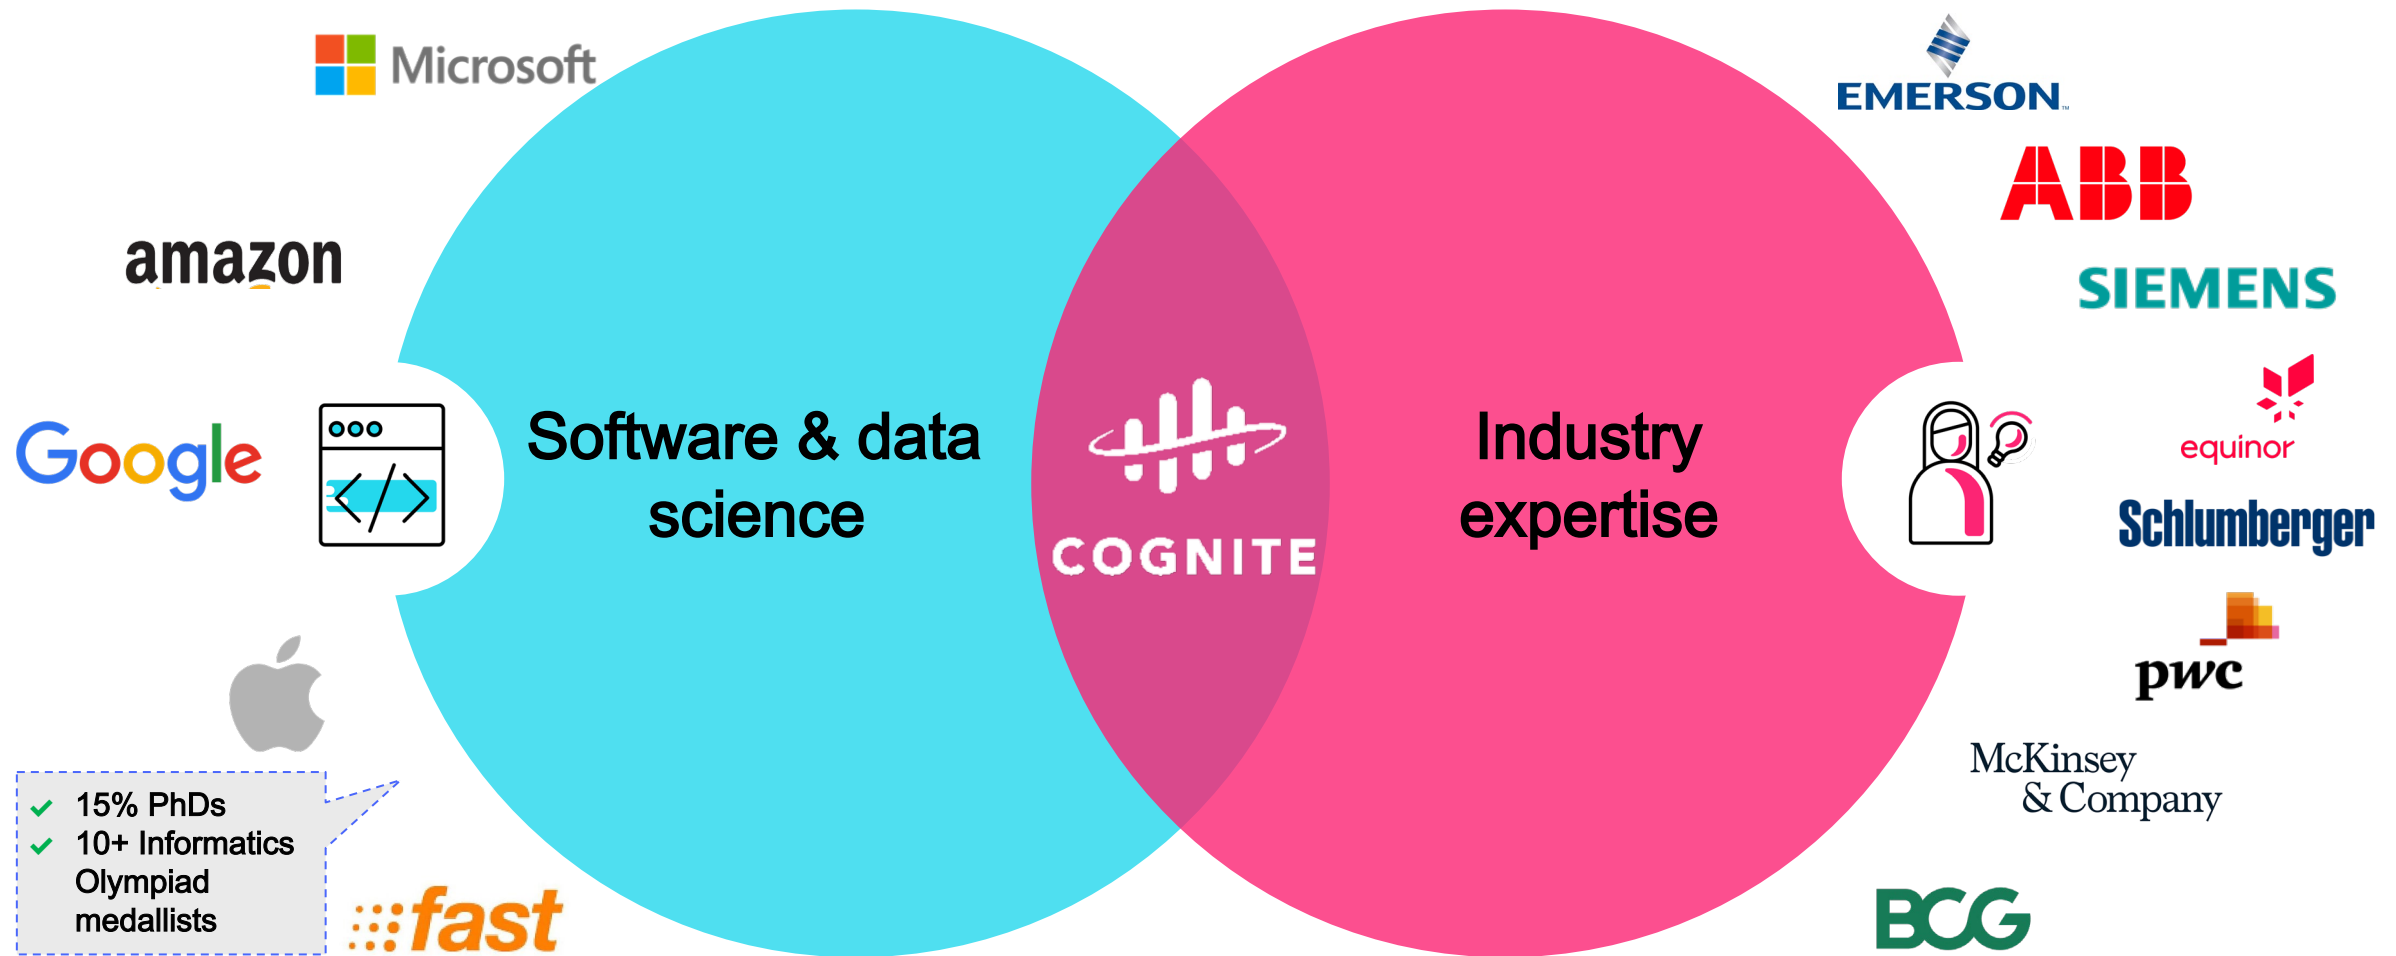 Microsoft
amazon
Google
15% PhDs
10+ Informatics
Olympiad
medallists
fast
Software & data
science
COGNITE
Industry
expertise
EMERSON™
ABB
SIEMENS
equinor
Schlumberger
pwc
McKinsey
& Company
BCG